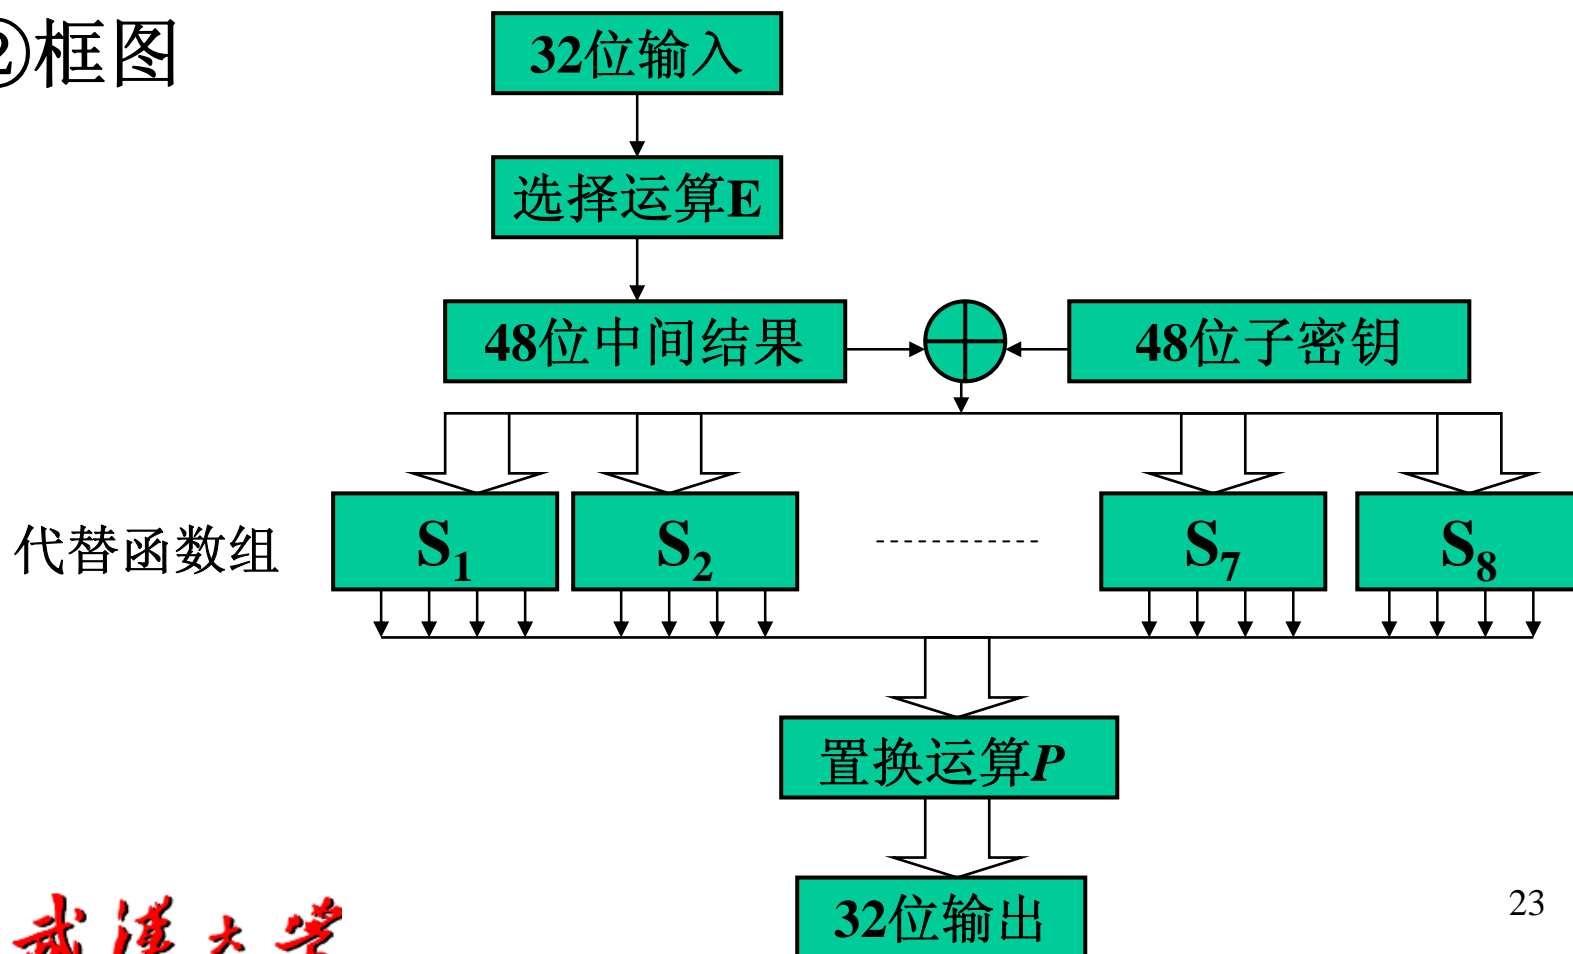 ②框图
32位输入
选择运算E
48位中间结果
48位子密钥
代替函数组
S1
S2
S7
S8
置换运算P
32位输出
武汉大学
23